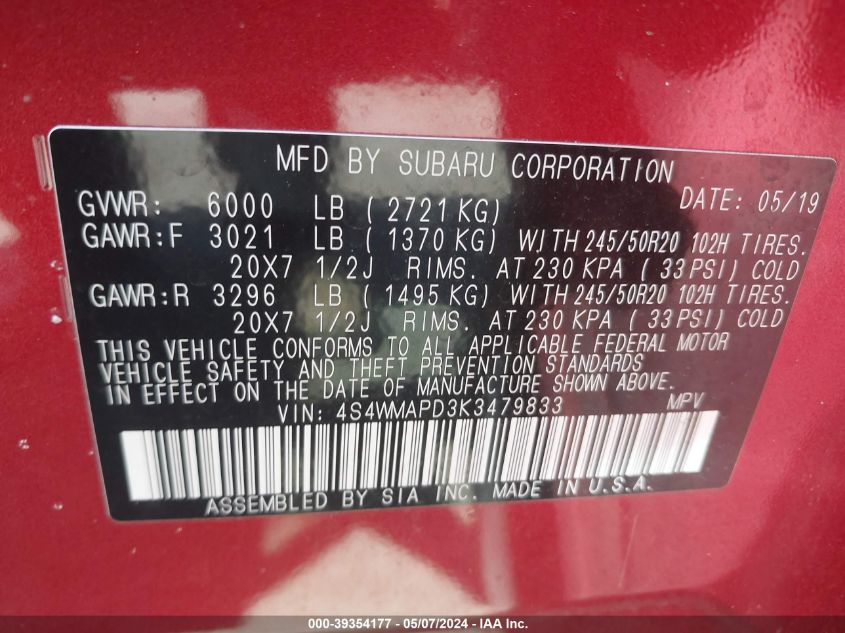 MFD BY SUBARU CORPORATION
GVWR: 6000 LB ( 2721 KG) DATE: 05/19
GAWR:F 3021 LB ( 1370 KG) WITH 245/50R20 102H TIRES.
20X7 1/2J RIMS. AT 230 KPA ( 33 PSI) COLD
GAWR:R 3296 LB ( 1495 KG) WITH 245/50R20 102H TIRES.
20X7 1/2J RIMS. AT 230 KPA ( 33 PSI) COLD
THIS VEHICLE CONFORMS TO ALL APPLICABLE FEDERAL MOTOR
VEHICLE SAFETY AND THEFT PREVENTION STANDARDS
IN EFFECT ON THE DATE OF MANUFACTURE SHOWN ABOVE.
VIN: 4S4WMAPD3K3479833 MPV
ASSEMBLED BY SIA INC. MADE IN U.S.A.
000-39354177 - 05/07/2024 - IAA Inc.